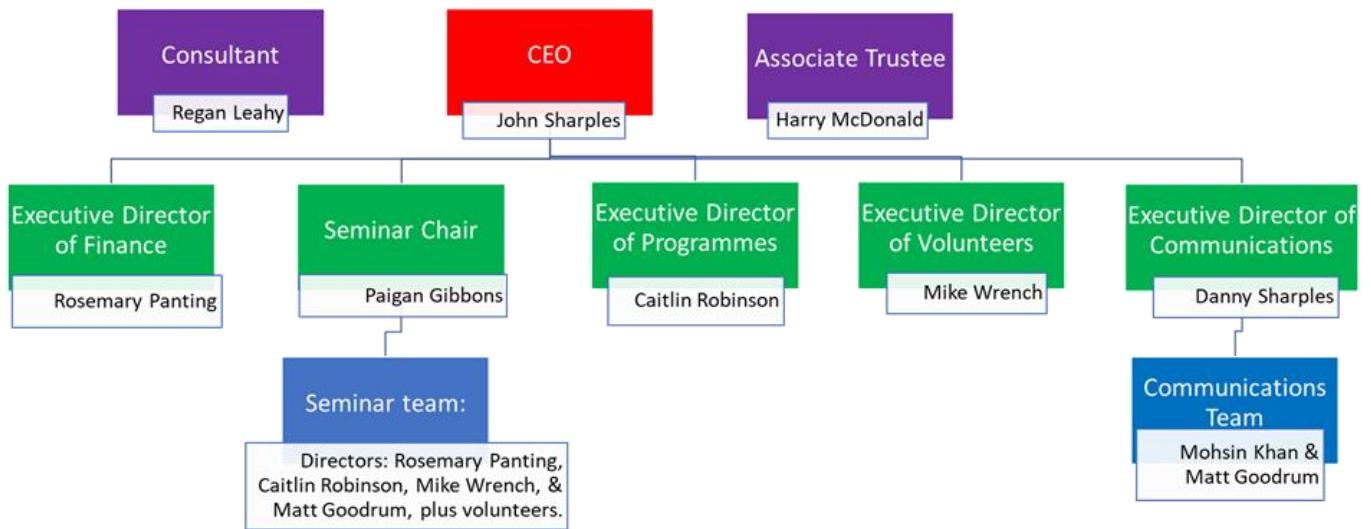 Consultant
Regan Leahy
CEO
John Sharples
Associate Trustee
Harry McDonald
Executive Director
of Finance
Rosemary Panting
Seminar Chair
Paigan Gibbons
Executive Director
of Programmes
Caitlin Robinson
Executive Director
of Volunteers
Mike Wrench
Executive Director of
Communications
Danny Sharples
Seminar team:
Directors: Rosemary Panting,
Caitlin Robinson, Mike Wrench, &
Matt Goodrum, plus volunteers.
Communications
Team
Mohsin Khan &
Matt Goodrum